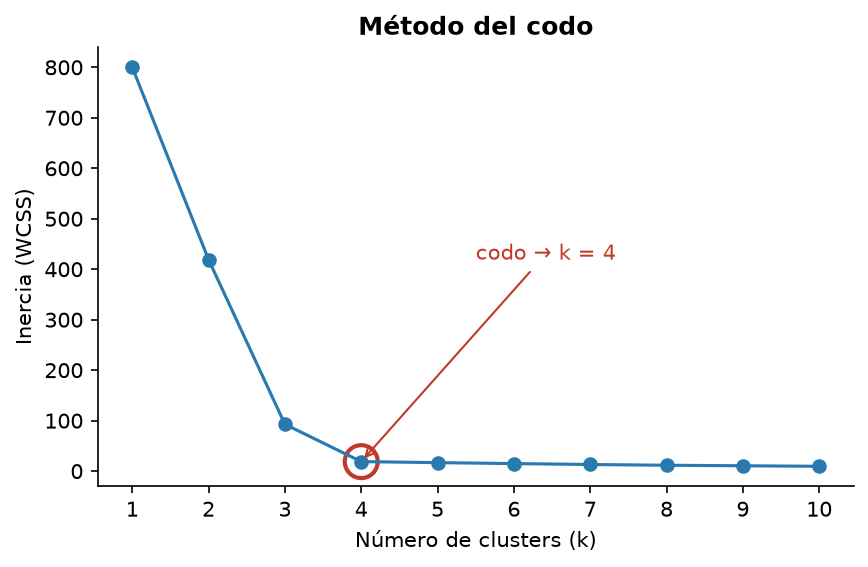 Método del codo
800
700
600
500
400
300
200
100
0
Inercia (WCSS)
codo → k = 4
1 2 3 4 5 6 7 8 9 10
Número de clusters (k)